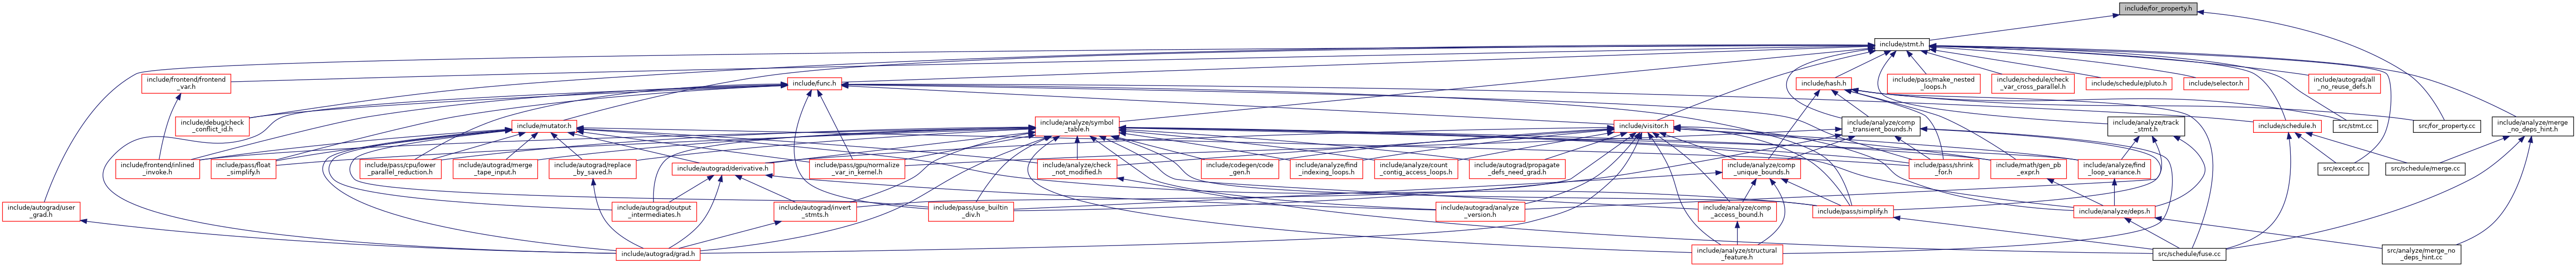 include/for_property.h
include/stmt.h
include/frontend/frontend
_var.h
include/func.h
include/hash.h
include/pass/make_nested
_loops.h
include/schedule/check
_var_cross_parallel.h
include/schedule/pluto.h
include/selector.h
include/autograd/all
_no_reuse_defs.h
include/debug/check
_conflict_id.h
include/mutator.h
include/analyze/symbol
_table.h
include/visitor.h
include/analyze/comp
_transient_bounds.h
include/analyze/track
_stmt.h
include/schedule.h
src/stmt.cc
src/for_property.cc
include/analyze/merge
_no_deps_hint.h
include/frontend/inlined
_invoke.h
include/pass/float
_simplify.h
include/pass/cpu/lower
_parallel_reduction.h
include/autograd/merge
_tape_input.h
include/autograd/replace
_by_saved.h
include/autograd/derivative.h
include/pass/gpu/normalize
_var_in_kernel.h
include/analyze/check
_not_modified.h
include/codegen/code
_gen.h
include/analyze/find
_indexing_loops.h
include/analyze/count
_contig_access_loops.h
include/autograd/propagate
_defs_need_grad.h
include/analyze/comp
_unique_bounds.h
include/pass/shrink
_for.h
include/math/gen_pb
_expr.h
include/analyze/find
_loop_variance.h
src/except.cc
src/schedule/merge.cc
include/autograd/user
_grad.h
include/autograd/output
_intermediates.h
include/autograd/invert
_stmts.h
include/pass/use_builtin
_div.h
include/autograd/analyze
_version.h
include/analyze/comp
_access_bound.h
include/pass/simplify.h
include/analyze/deps.h
include/autograd/grad.h
include/analyze/structural
_feature.h
src/schedule/fuse.cc
src/analyze/merge_no
_deps_hint.cc